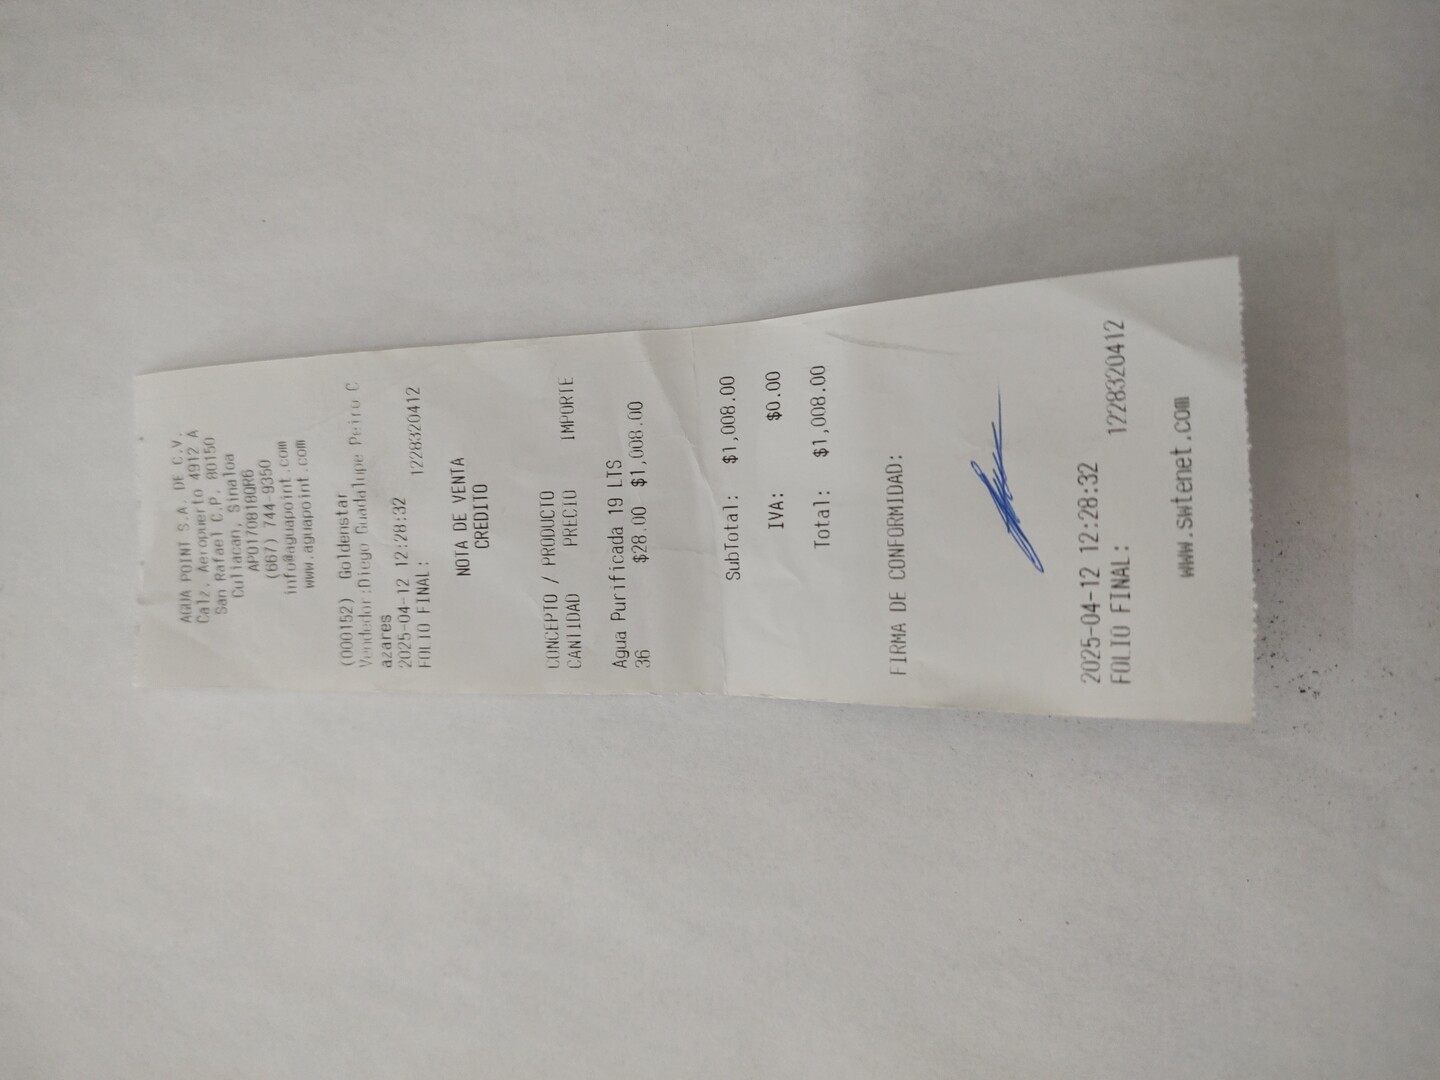 AGUA POINT S.A. DE C.V.
Calz. Aeropuerto 4912 A
San Rafael C.P. 80150
Culiacan, Sinaloa
APO170818QR6
(667) 744-9350
info@aguapoint.com
www.aguapoint.com
(000152) Goldenstar
Vendedor:Diego Guadalupe Peiro C
azares
2025-04-12 12:28:32
FOLIO FINAL: 1228320412
NOTA DE VENTA
CREDITO
CONCEPTO / PRODUCTO
CANTIDAD PRECIO IMPORTE
Agua Purificada 19 LTS
36 $28.00 $1,008.00
SubTotal: $1,008.00
IVA: $0.00
Total: $1,008.00
FIRMA DE CONFORMIDAD:
2025-04-12 12:28:32
FOLIO FINAL: 1228320412
www.swtenet.com